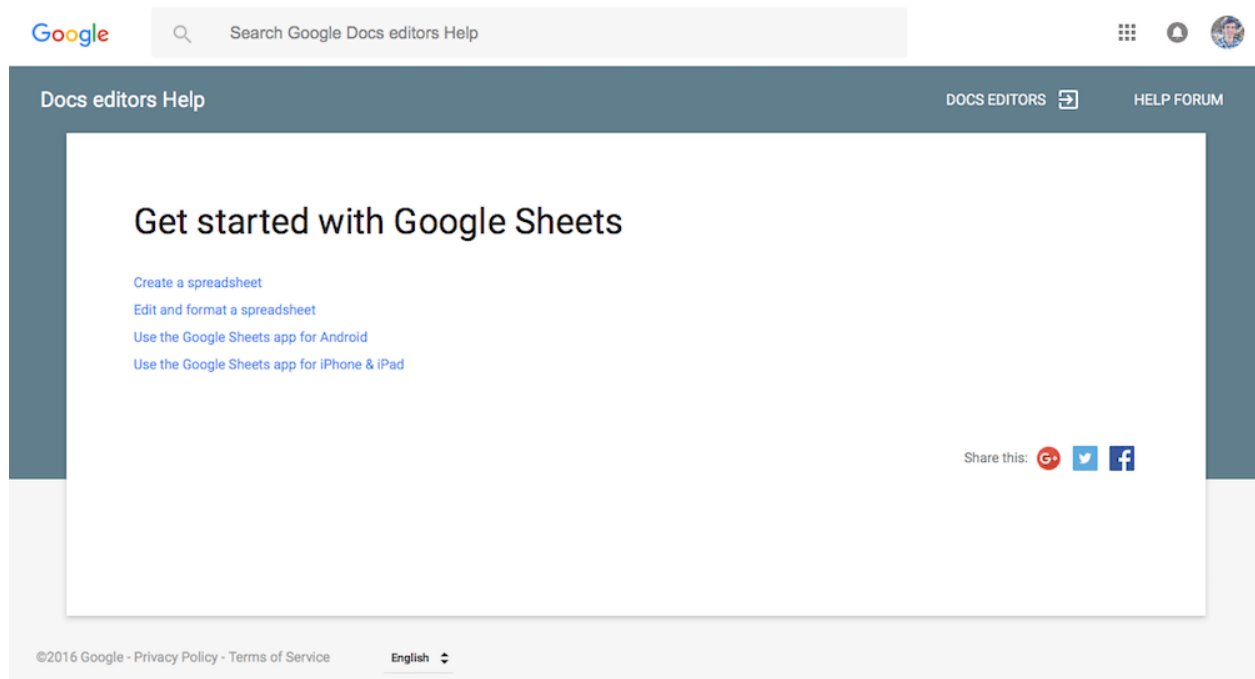 Google
Search Google Docs editors Help
Docs editors Help
DOCS EDITORS
HELP FORUM
Get started with Google Sheets
Create a spreadsheet
Edit and format a spreadsheet
Use the Google Sheets app for Android
Use the Google Sheets app for iPhone & iPad
Share this: G+
©2016 Google - Privacy Policy - Terms of Service
English